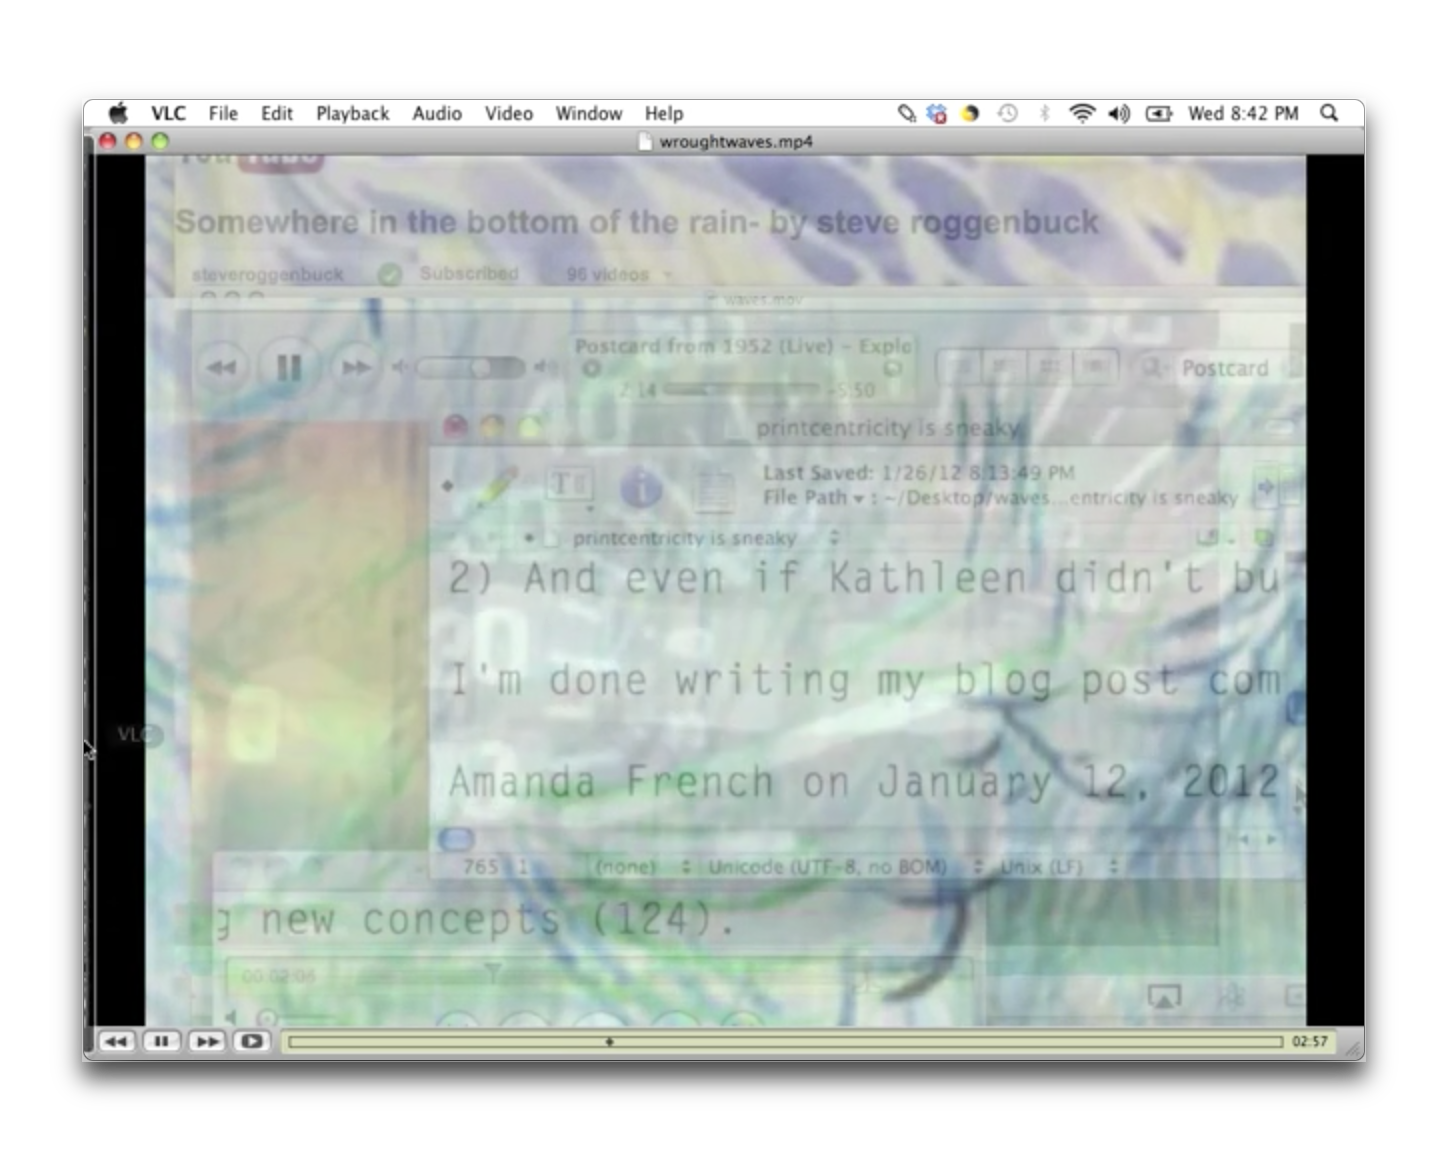 VLC File Edit Playback Audio Video Window Help Wed 8:42 PM
wroughtwaves.mp4
You Tube
Somewhere in the bottom of the rain- by steve roggenbuck
steveroggenbuck Subscribed 96 videos
waves.mov
Postcard from 1952 (Live) – Explo
Postcard
2:14 -5:50
printcentricity is sneaky
Last Saved: 1/26/12 8:13:49 PM
File Path ▾ : ~/Desktop/waves...entricity is sneaky
printcentricity is sneaky
2) And even if Kathleen didn't bu
I'm done writing my blog post com
VLC
Amanda French on January 12, 2012
765 1 (none) Unicode (UTF-8, no BOM) Unix (LF)
g new concepts (124).
00:02:06
02:57